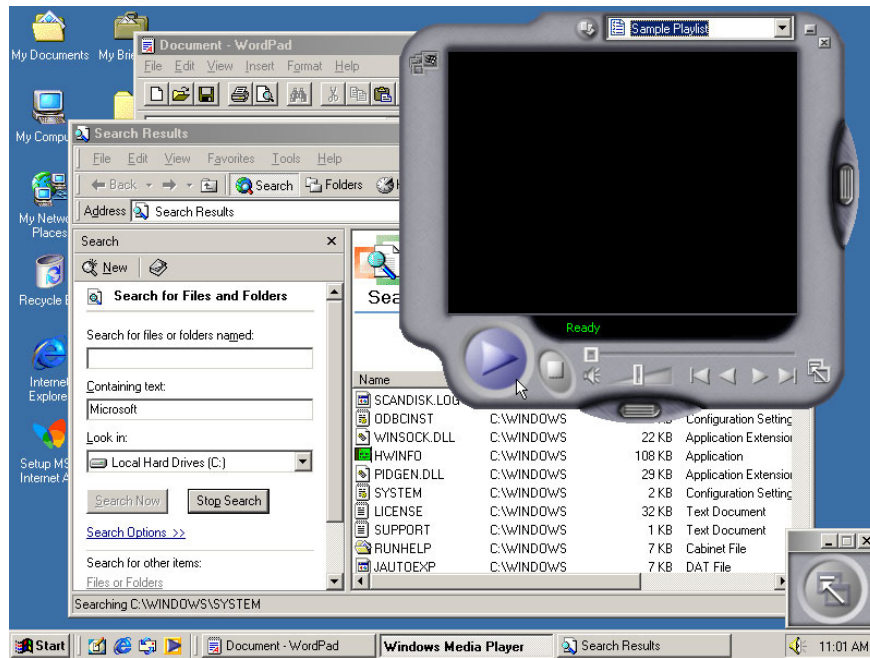 My Documents
My Brie
My Compu
My Netwo
Places
Recycle B
Internet
Explore
Setup MS
Internet A
Document - WordPad
File Edit View Insert Format Help
Search Results
File Edit View Favorites Tools Help
Back Search Folders H
Address Search Results
Search
New
Search for Files and Folders
Search for files or folders named:
Containing text:
Microsoft
Look in:
Local Hard Drives (C:)
Search Now Stop Search
Search Options >>
Search for other items:
Files or Folders
Searching C:\WINDOWS\SYSTEM
Sea
Name
SCANDISK.LOG
ODBCINST C:\WINDOWS KB Configuration Setting
WINSOCK.DLL C:\WINDOWS 22 KB Application Extension
HWINFO C:\WINDOWS 108 KB Application
PIDGEN.DLL C:\WINDOWS 29 KB Application Extension
SYSTEM C:\WINDOWS 2 KB Configuration Setting
LICENSE C:\WINDOWS 32 KB Text Document
SUPPORT C:\WINDOWS 1 KB Text Document
RUNHELP C:\WINDOWS 7 KB Cabinet File
JAUTOEXP C:\WINDOWS 7 KB DAT File
Sample Playlist
Ready
Start Document - WordPad Windows Media Player Search Results 11:01 AM